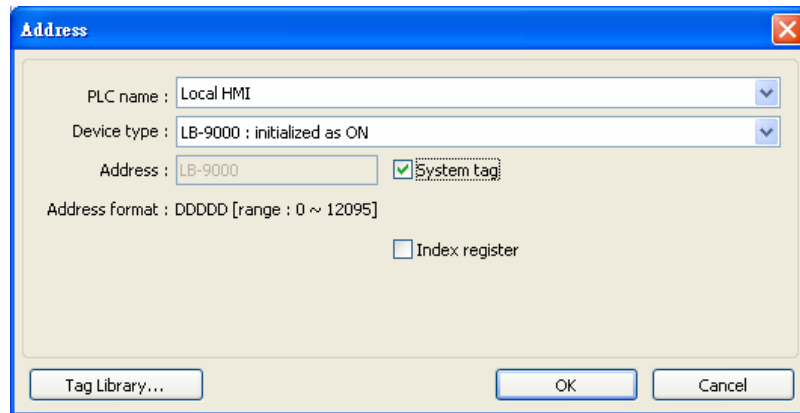 Address
PLC name : Local HMI
Device type : LB-9000 : initialized as ON
Address : LB-9000 System tag
Address format : DDDDD [range : 0 ~ 12095]
Index register
Tag Library... OK Cancel